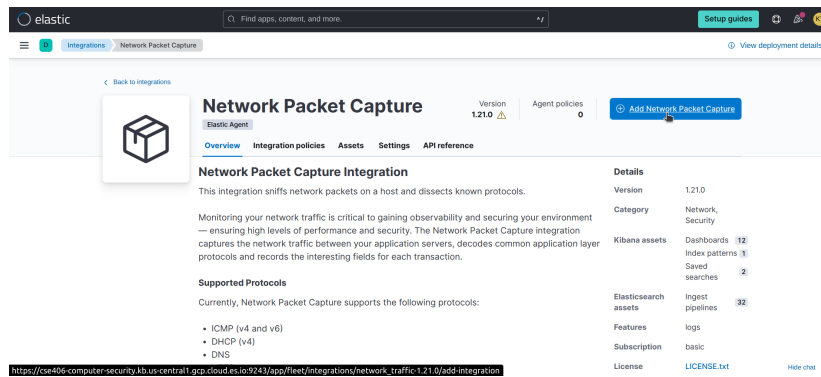 elastic
Find apps, content, and more.
^/
Setup guides
D
Integrations
Network Packet Capture
View deployment details
Back to integrations
Network Packet Capture
Elastic Agent
Version
1.21.0
Agent policies
0
Add Network Packet Capture
Overview
Integration policies
Assets
Settings
API reference
Network Packet Capture Integration
This integration sniffs network packets on a host and dissects known protocols.
Monitoring your network traffic is critical to gaining observability and securing your environment
— ensuring high levels of performance and security. The Network Packet Capture integration
captures the network traffic between your application servers, decodes common application layer
protocols and records the interesting fields for each transaction.
Supported Protocols
Currently, Network Packet Capture supports the following protocols:
• ICMP (v4 and v6)
• DHCP (v4)
• DNS
Details
Version 1.21.0
Category Network,
Security
Kibana assets Dashboards 12
Index patterns 1
Saved
searches 2
Elasticsearch
assets
Ingest
pipelines 32
Features logs
Subscription basic
License LICENSE.txt
https://cse406-computer-security.kb.us-central1.gcp.cloud.es.io:9243/app/fleet/integrations/network_traffic-1.21.0/add-integration
Hide chat